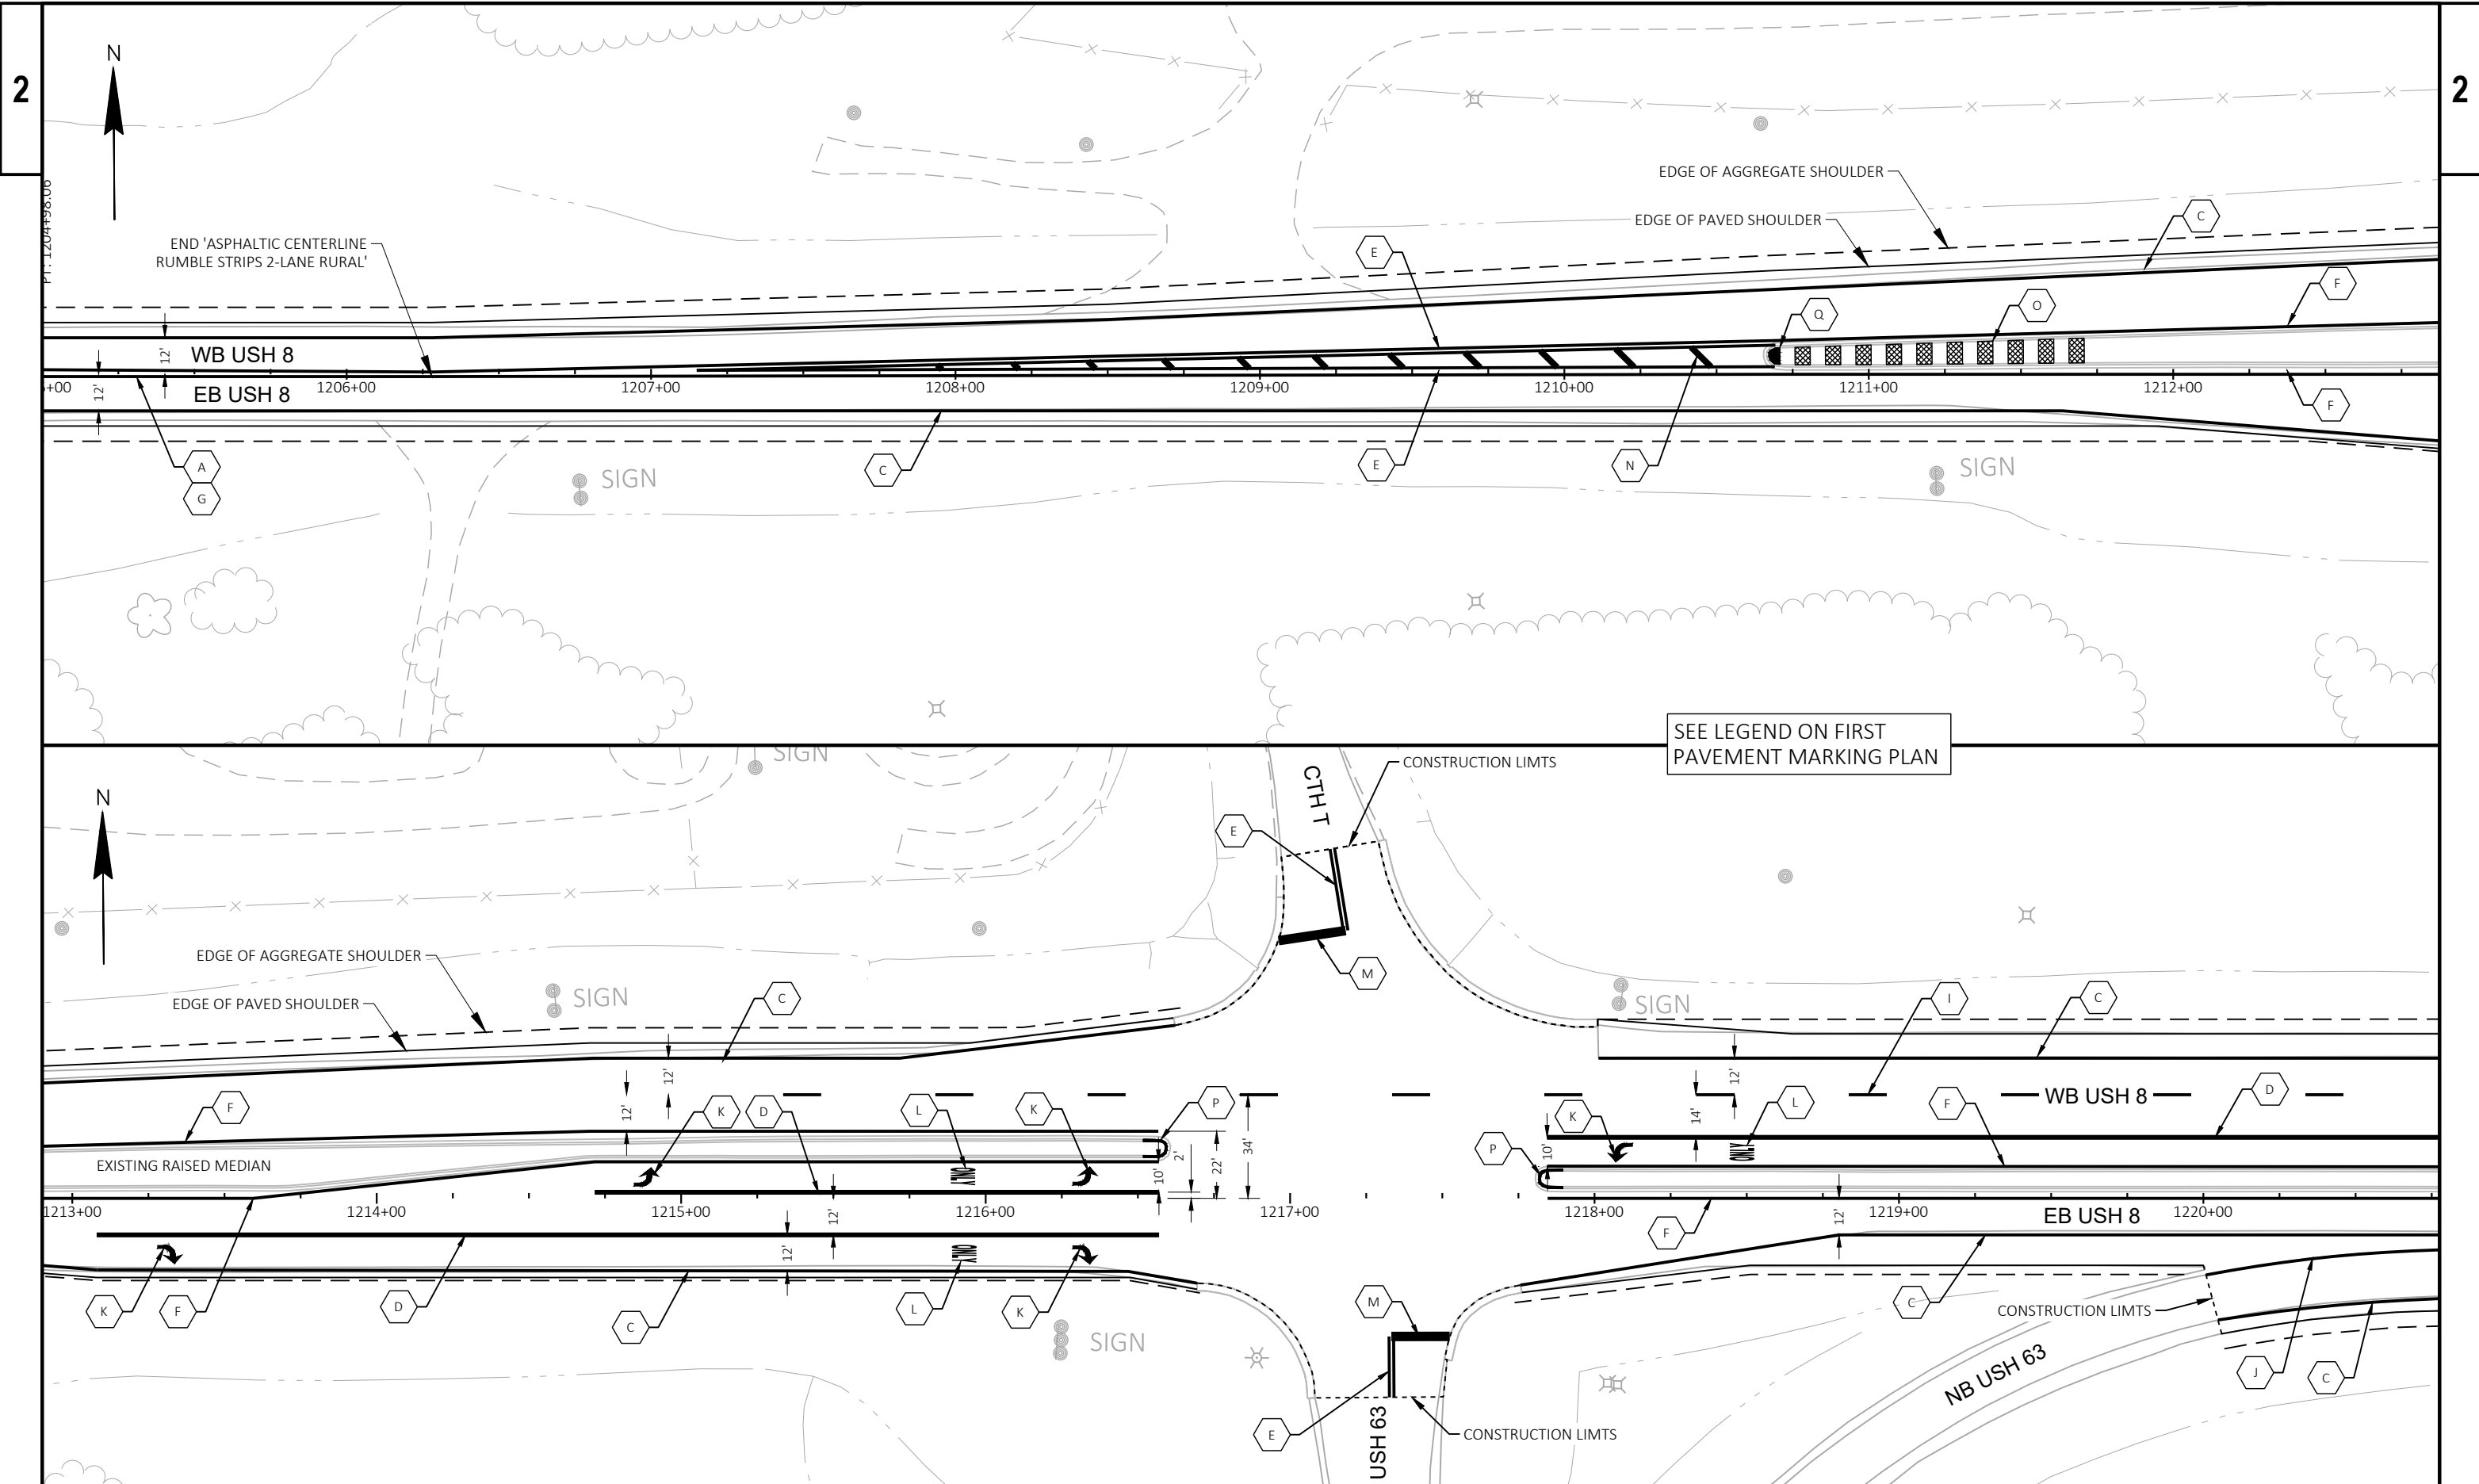 2
2
N
PT: 1204+98.06
EDGE OF AGGREGATE SHOULDER
EDGE OF PAVED SHOULDER
C
END 'ASPHALTIC CENTERLINE
RUMBLE STRIPS 2-LANE RURAL'
E
F
Q
O
WB USH 8
12'
12'
EB USH 8
+00
1206+00
1207+00
1208+00
1209+00
1210+00
1211+00
1212+00
F
A
G
C
E
N
SIGN
SIGN
SEE LEGEND ON FIRST
PAVEMENT MARKING PLAN
SIGN
CTH T
CONSTRUCTION LIMTS
N
E
EDGE OF AGGREGATE SHOULDER
M
EDGE OF PAVED SHOULDER
SIGN
C
SIGN
I
C
12'
12'
12'
14'
F
K
D
L
K
P
K
L
F
WB USH 8
D
34'
22'
2'
10'
10'
P
EXISTING RAISED MEDIAN
1213+00
1214+00
1215+00
1216+00
1217+00
1218+00
1219+00
1220+00
12'
12'
12'
EB USH 8
F
K
F
D
C
L
K
M
C
CONSTRUCTION LIMTS
SIGN
J
C
NB USH 63
E
USH 63
CONSTRUCTION LIMTS